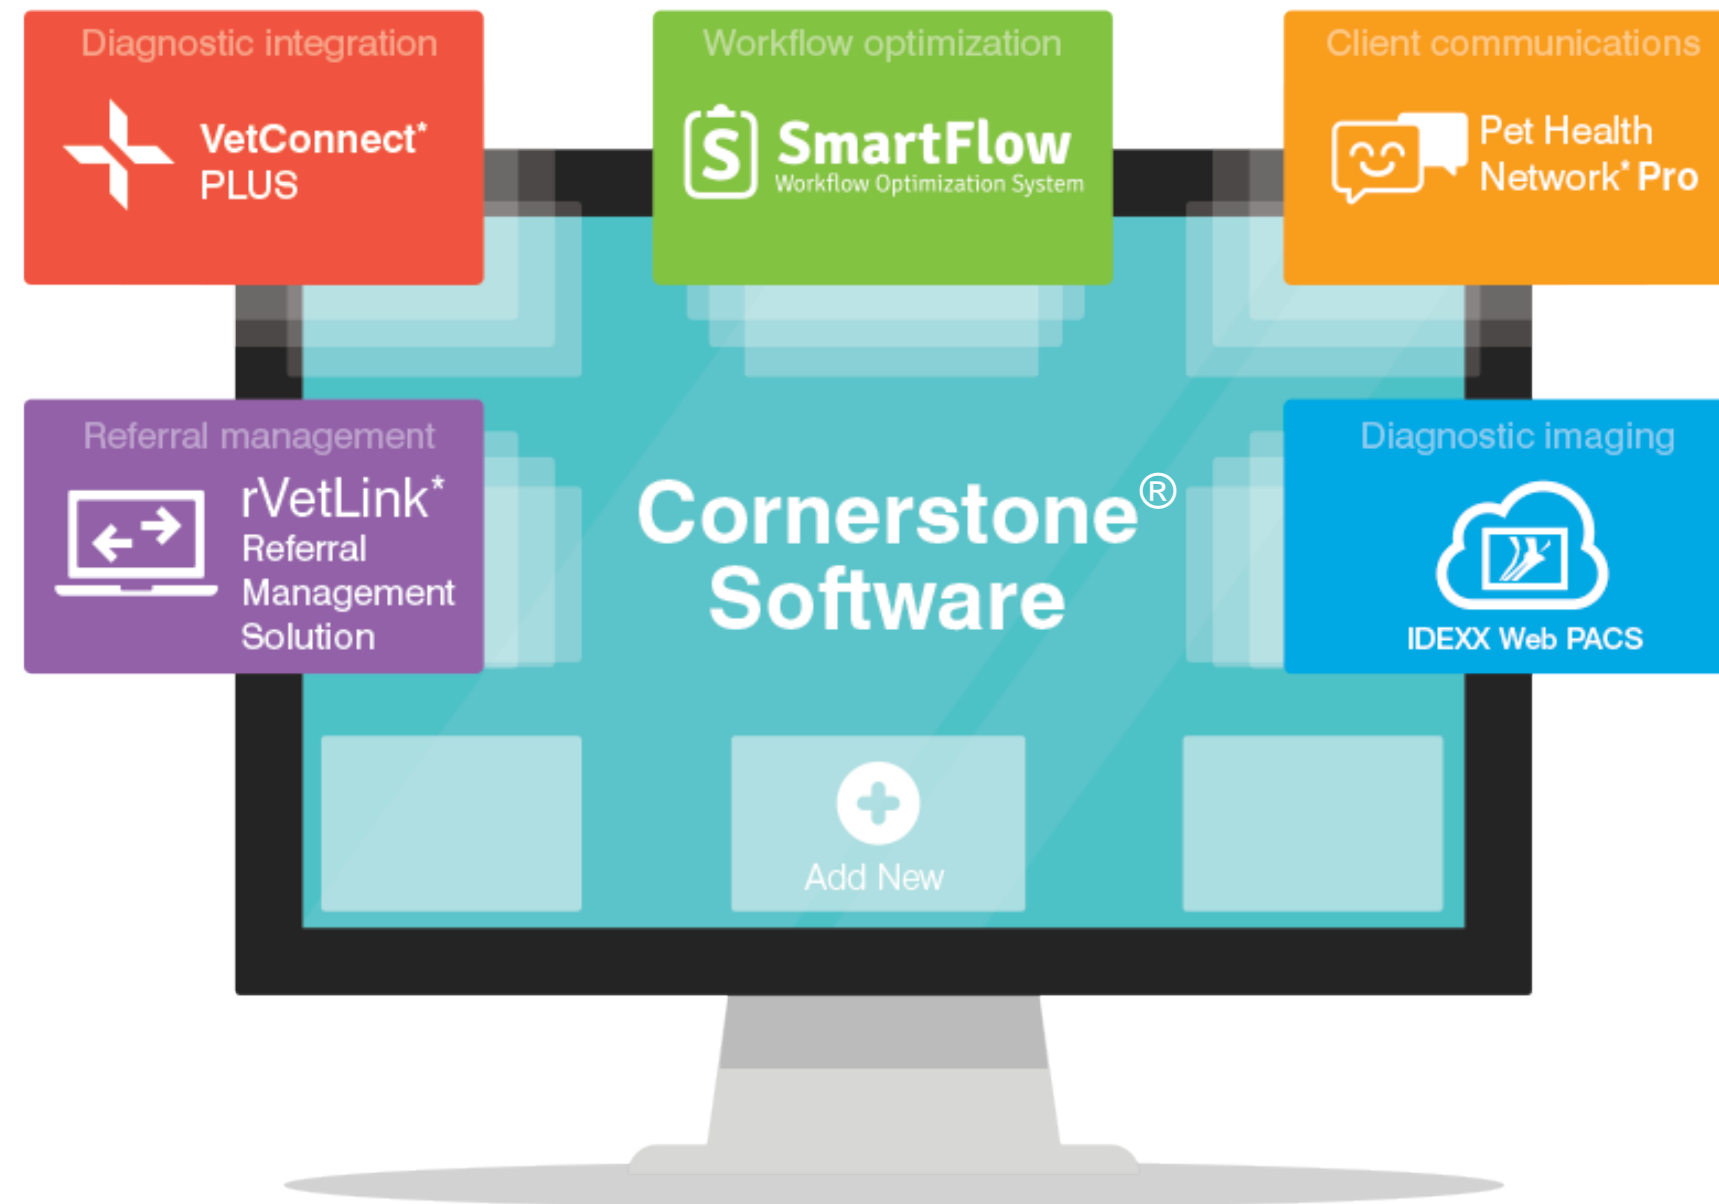 Diagnostic integration
VetConnect*
PLUS
Workflow optimization
S
SmartFlow
Workflow Optimization System
Client communications
Pet Health
Network* Pro
Referral management
rVetLink*
Referral
Management
Solution
Cornerstone®
Software
Diagnostic imaging
IDEXX Web PACS
Add New